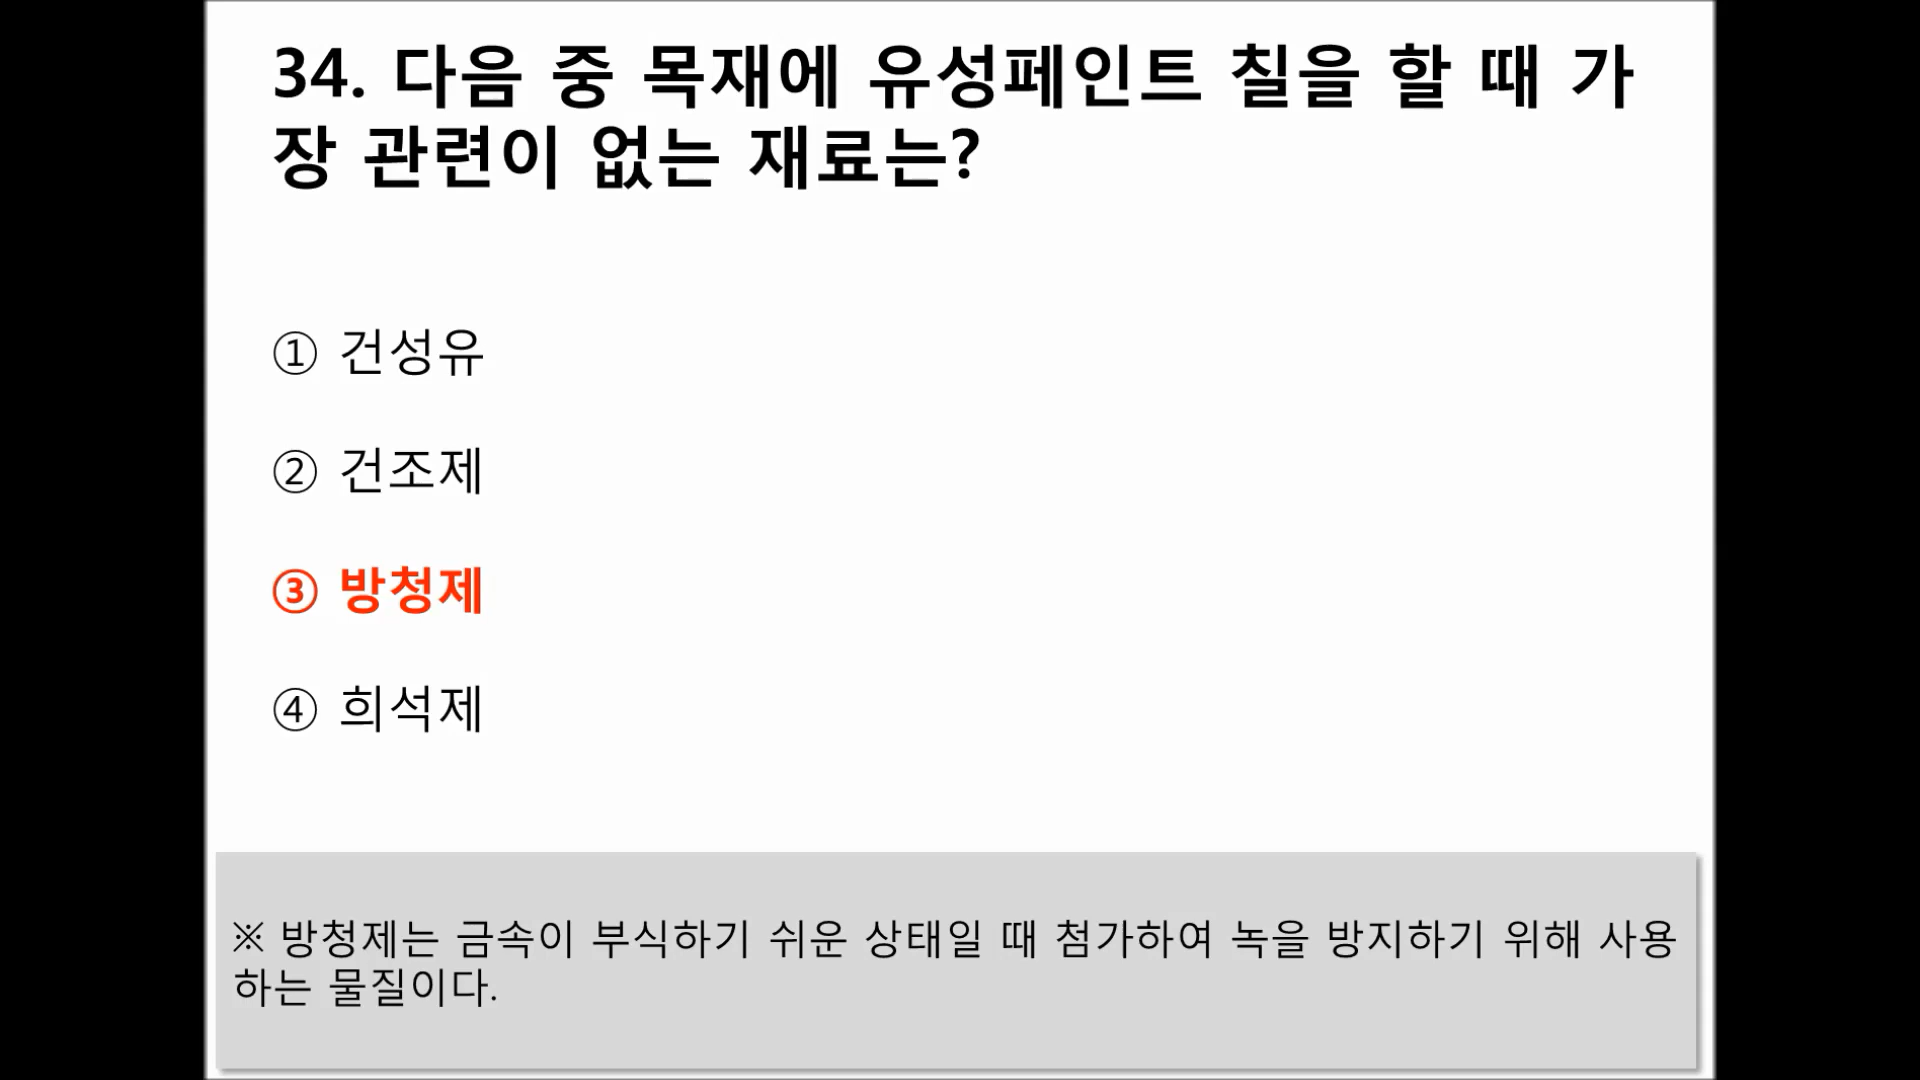 34. 다음 중 목재에 유성페인트 칠을 할 때 가
장 관련이 없는 재료는?
① 건성유
② 건조제
③ 방청제
④ 희석제
※ 방청제는 금속이 부식하기 쉬운 상태일 때 첨가하여 녹을 방지하기 위해 사용
하는 물질이다.